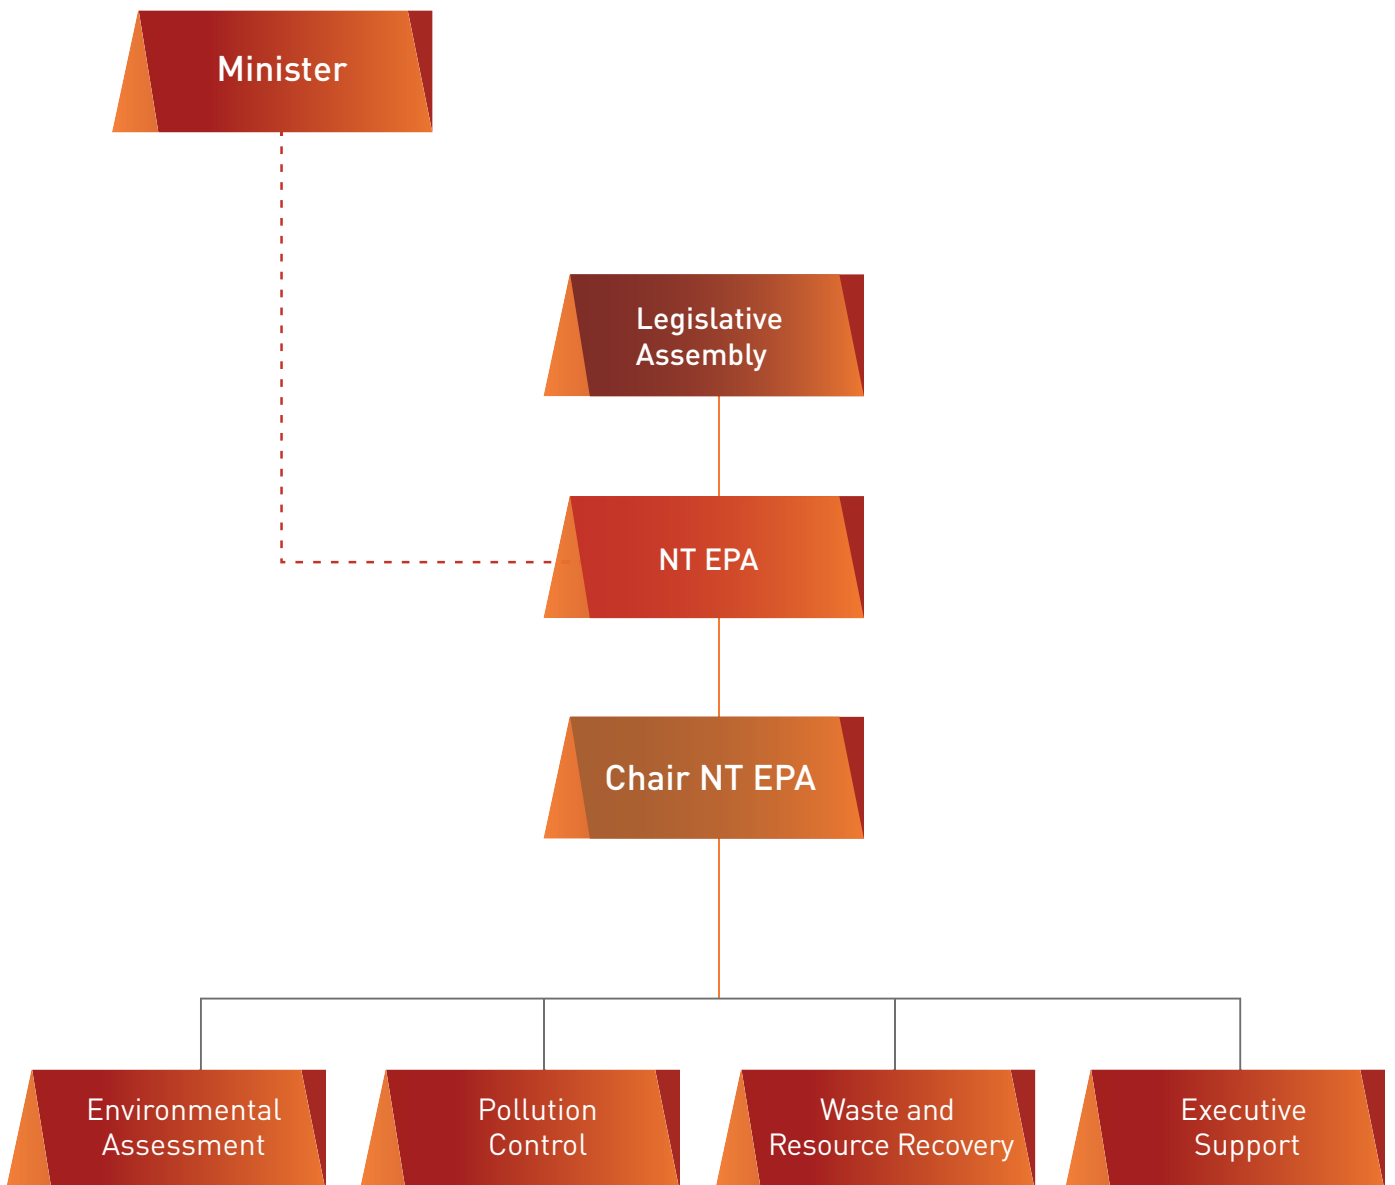 Minister
Legislative
Assembly
NT EPA
Chair NT EPA
Environmental
Assessment
Pollution
Control
Waste and
Resource Recovery
Executive
Support